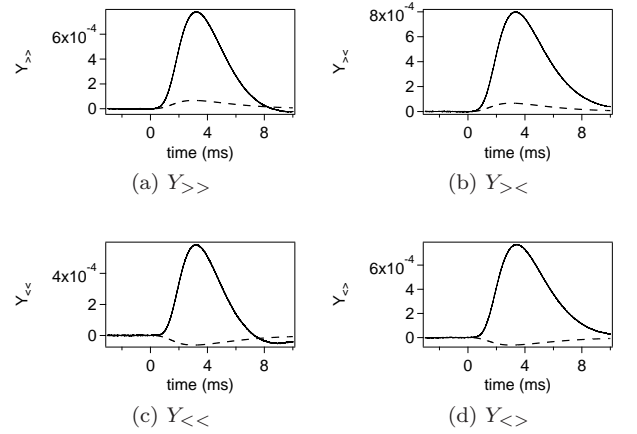 6x10⁻⁴
4
2
0
Y>>
0 4 8
time (ms)
(a) Y>>
8x10⁻⁴
6
4
2
0
Y><
0 4 8
time (ms)
(b) Y><
4x10⁻⁴
2
0
Y<<
0 4 8
time (ms)
(c) Y<<
6x10⁻⁴
4
2
0
Y<>
0 4 8
time (ms)
(d) Y<>